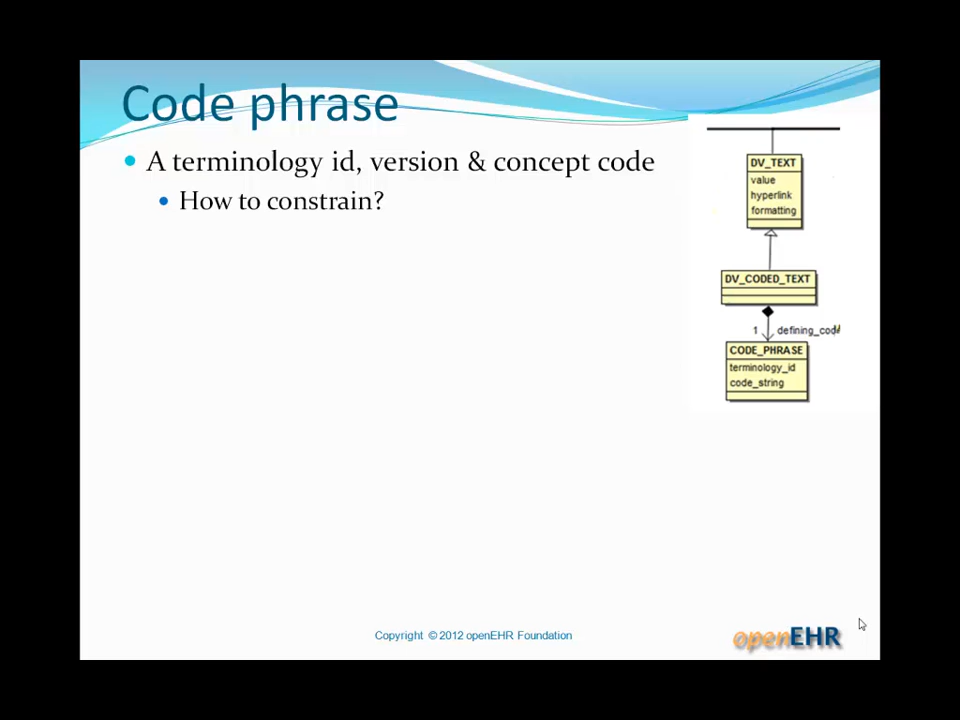 Code phrase
A terminology id, version & concept code
How to constrain?
DV_TEXT
value
hyperlink
formatting
DV_CODED_TEXT
1 defining_code
CODE_PHRASE
terminology_id
code_string
Copyright © 2012 openEHR Foundation
openEHR